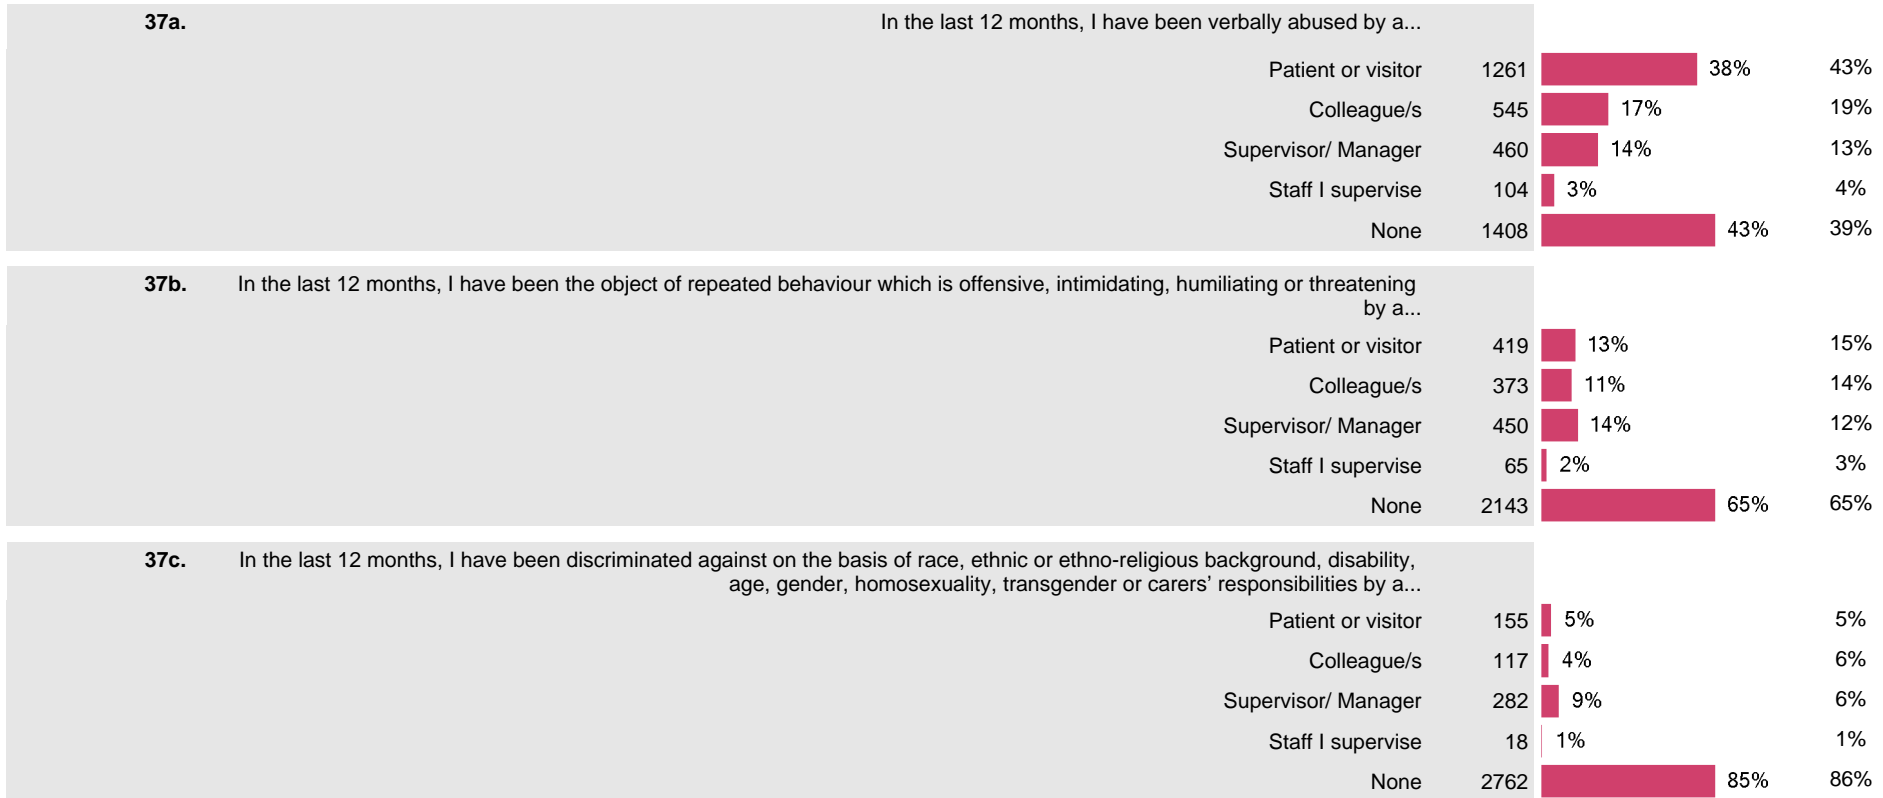 37a. In the last 12 months, I have been verbally abused by a...
Patient or visitor 1261 38% 43%
Colleague/s 545 17% 19%
Supervisor/ Manager 460 14% 13%
Staff I supervise 104 3% 4%
None 1408 43% 39%
37b. In the last 12 months, I have been the object of repeated behaviour which is offensive, intimidating, humiliating or threatening
by a...
Patient or visitor 419 13% 15%
Colleague/s 373 11% 14%
Supervisor/ Manager 450 14% 12%
Staff I supervise 65 2% 3%
None 2143 65% 65%
37c. In the last 12 months, I have been discriminated against on the basis of race, ethnic or ethno-religious background, disability,
age, gender, homosexuality, transgender or carers’ responsibilities by a...
Patient or visitor 155 5% 5%
Colleague/s 117 4% 6%
Supervisor/ Manager 282 9% 6%
Staff I supervise 18 1% 1%
None 2762 85% 86%